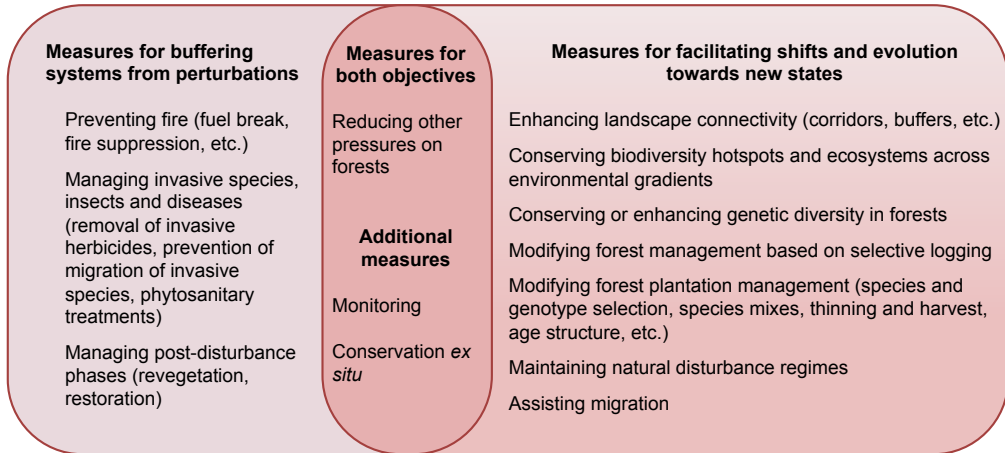 Measures for buffering
systems from perturbations
Preventing fire (fuel break,
fire suppression, etc.)
Managing invasive species,
insects and diseases
(removal of invasive
herbicides, prevention of
migration of invasive
species, phytosanitary
treatments)
Managing post-disturbance
phases (revegetation,
restoration)
Measures for
both objectives
Reducing other
pressures on
forests
Additional
measures
Monitoring
Conservation ex
situ
Measures for facilitating shifts and evolution
towards new states
Enhancing landscape connectivity (corridors, buffers, etc.)
Conserving biodiversity hotspots and ecosystems across
environmental gradients
Conserving or enhancing genetic diversity in forests
Modifying forest management based on selective logging
Modifying forest plantation management (species and
genotype selection, species mixes, thinning and harvest,
age structure, etc.)
Maintaining natural disturbance regimes
Assisting migration